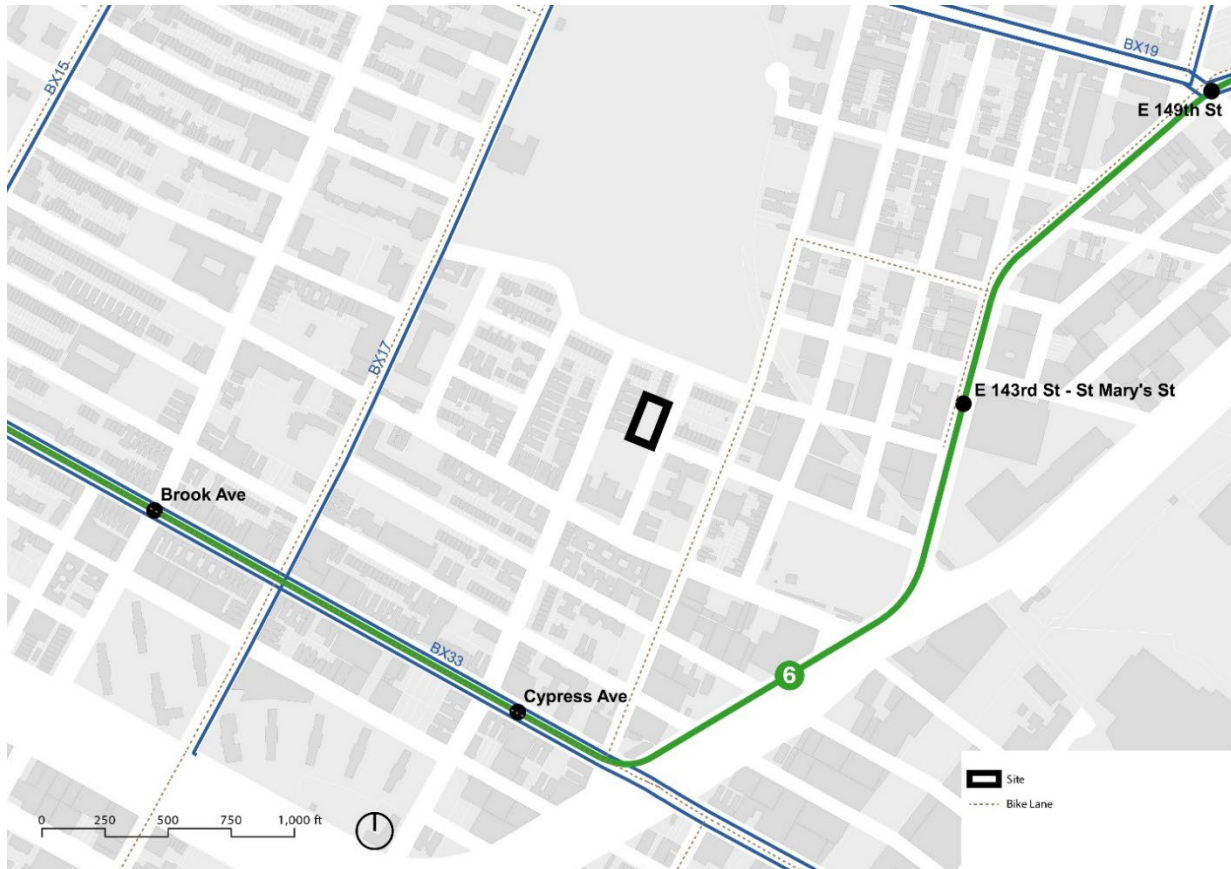 BX15
BX19
E 149th St
BX17
E 143rd St - St Mary's St
Brook Ave
BX33
6
Cypress Ave
Site
Bike Lane
0 250 500 750 1,000 ft